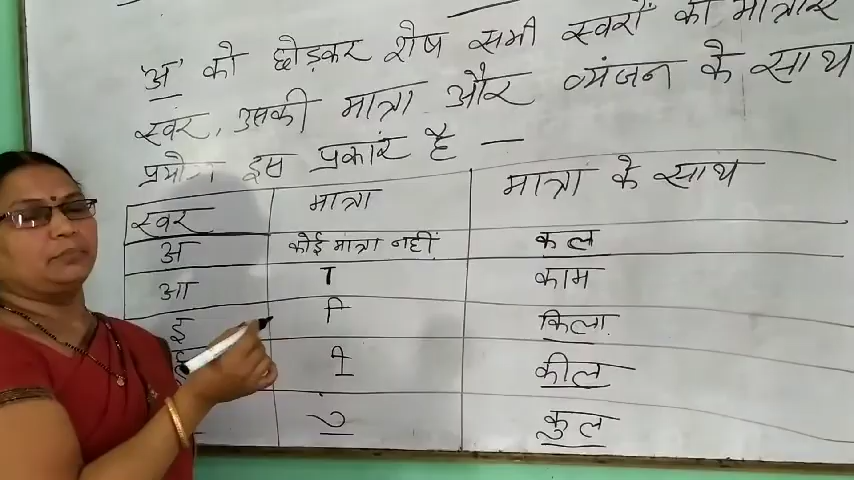 'अ' को छोड़कर शेष सभी स्वरों की मात्राएं
स्वर, उसकी मात्रा और व्यंजन के साथ
प्रयोग इस प्रकार है —
स्वर मात्रा मात्रा के साथ
अ कोई मात्रा नहीं कल
आ ा काम
इ ि किला
ी कील
ु कुल